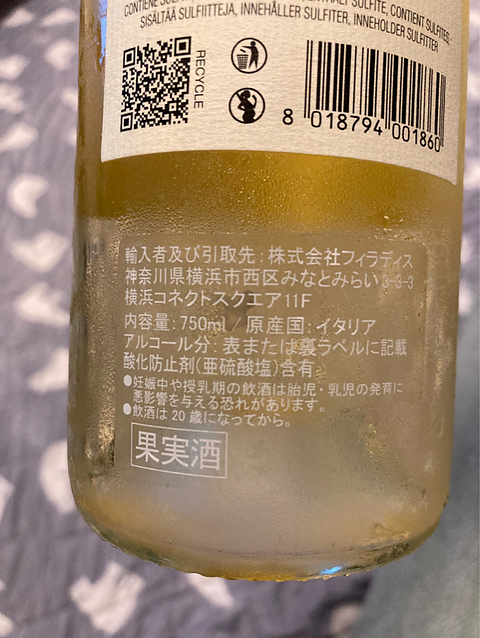 SULFITE, CONTIENT SULFITES,
SISÄLTÄÄ SULFIITTEJA, INNEHÅLLER SULFITER, INNEHOLDER SULFITTER
RECYCLE
8 018794 001860
輸入者及び引取先：株式会社フィラディス
神奈川県横浜市西区みなとみらい3-3-3
横浜コネクトスクエア11F
内容量：750ml／原産国：イタリア
アルコール分：表または裏ラベルに記載
酸化防止剤(亜硫酸塩)含有
●妊娠中や授乳期の飲酒は胎児・乳児の発育に
悪影響を与える恐れがあります。
●飲酒は20歳になってから。
果実酒